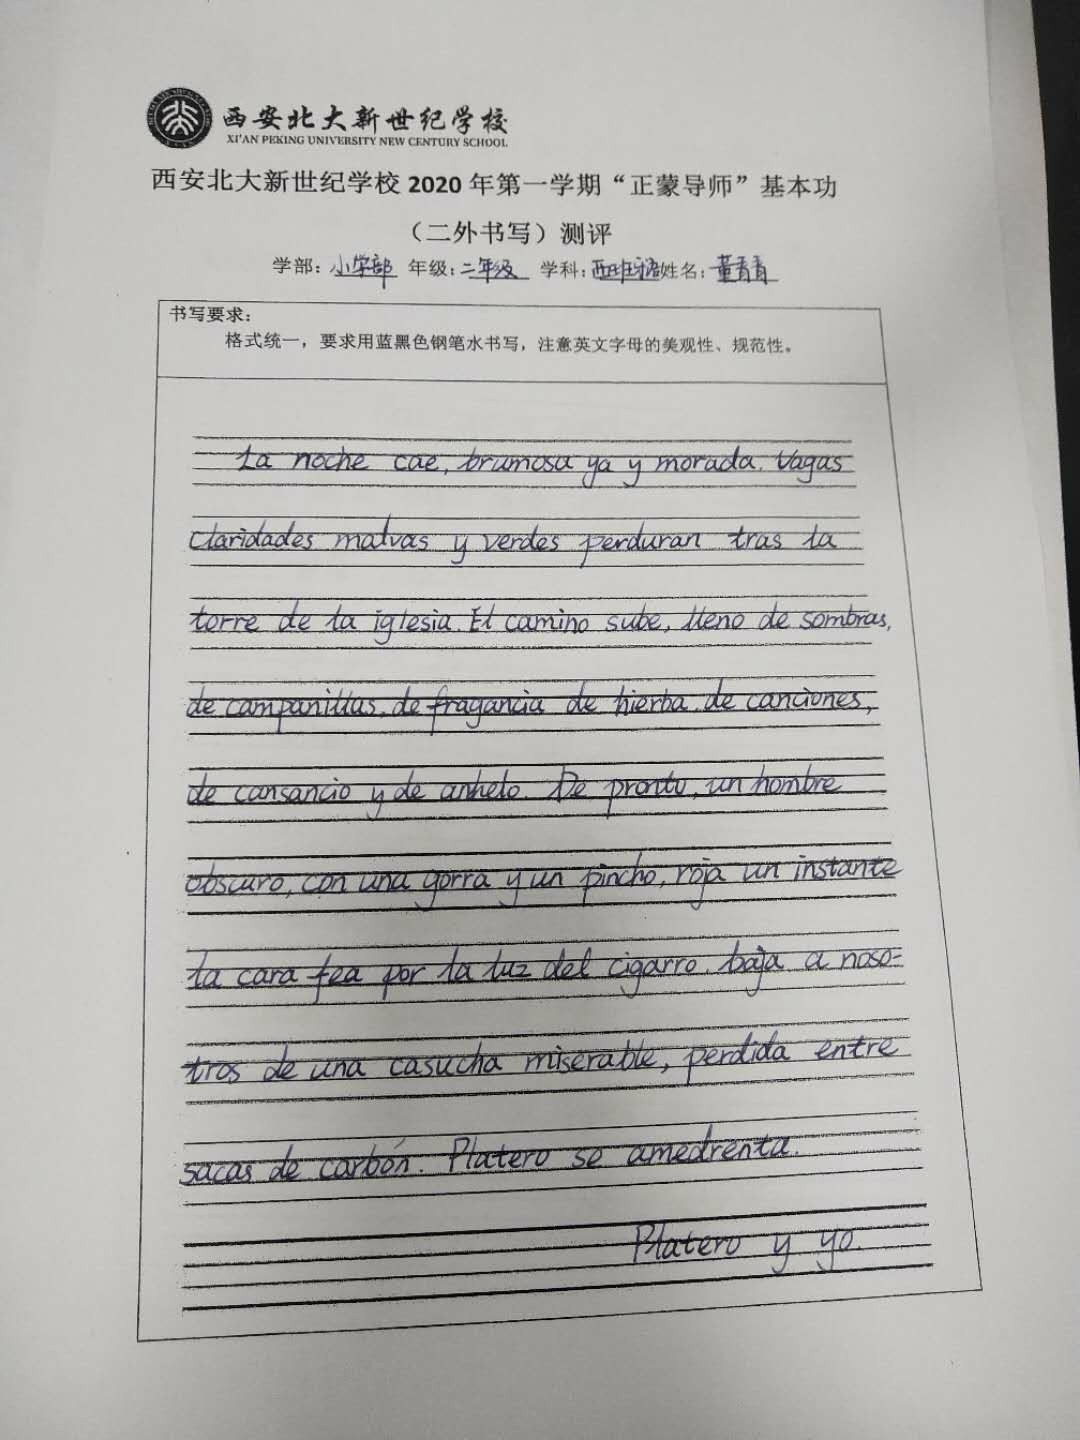 西安北大新世纪学校
XI'AN PEKING UNIVERSITY NEW CENTURY SCHOOL
西安北大新世纪学校 2020 年第一学期“正蒙导师”基本功
（二外书写）测评
学部：小学部 年级：二年级 学科：西班牙语 姓名：董青青
书写要求：
格式统一，要求用蓝黑色钢笔水书写，注意英文字母的美观性、规范性。
La noche cae, brumosa ya y morada. Vagas
claridades malvas y verdes perduran tras la
torre de la iglesia. El camino sube, lleno de sombras,
de campanillas, de fragancia de hierba, de canciones,
de cansancio y de anhelo. De pronto, un hombre
obscuro, con una gorra y un pincho, roja un instante
la cara fea por la luz del cigarro, baja a noso-
tros de una casucha miserable, perdida entre
sacas de carbón. Platero se amedrenta.
Platero y yo.